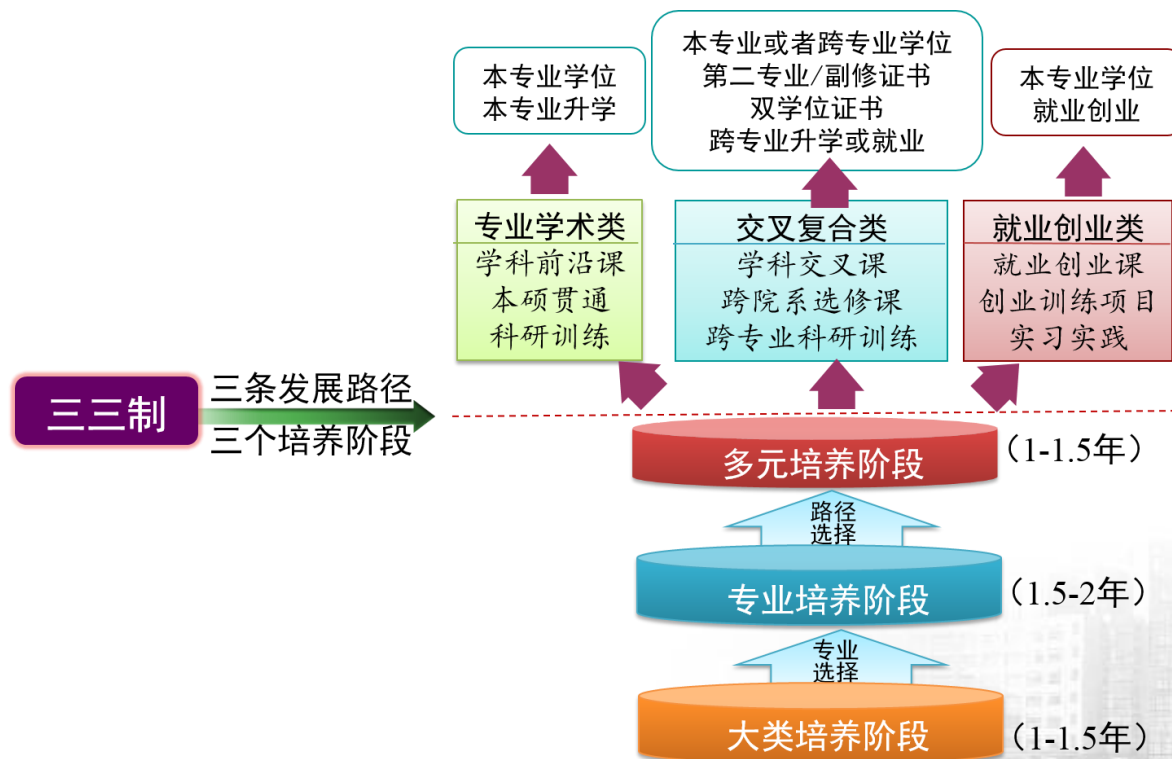 本专业学位
本专业升学
本专业或者跨专业学位
第二专业/副修证书
双学位证书
跨专业升学或就业
本专业学位
就业创业
专业学术类
学科前沿课
本硕贯通
科研训练
交叉复合类
学科交叉课
跨院系选修课
跨专业科研训练
就业创业类
就业创业课
创业训练项目
实习实践
三三制
三条发展路径
三个培养阶段
多元培养阶段
（1-1.5年）
路径
选择
专业培养阶段
（1.5-2年）
专业
选择
大类培养阶段
（1-1.5年）